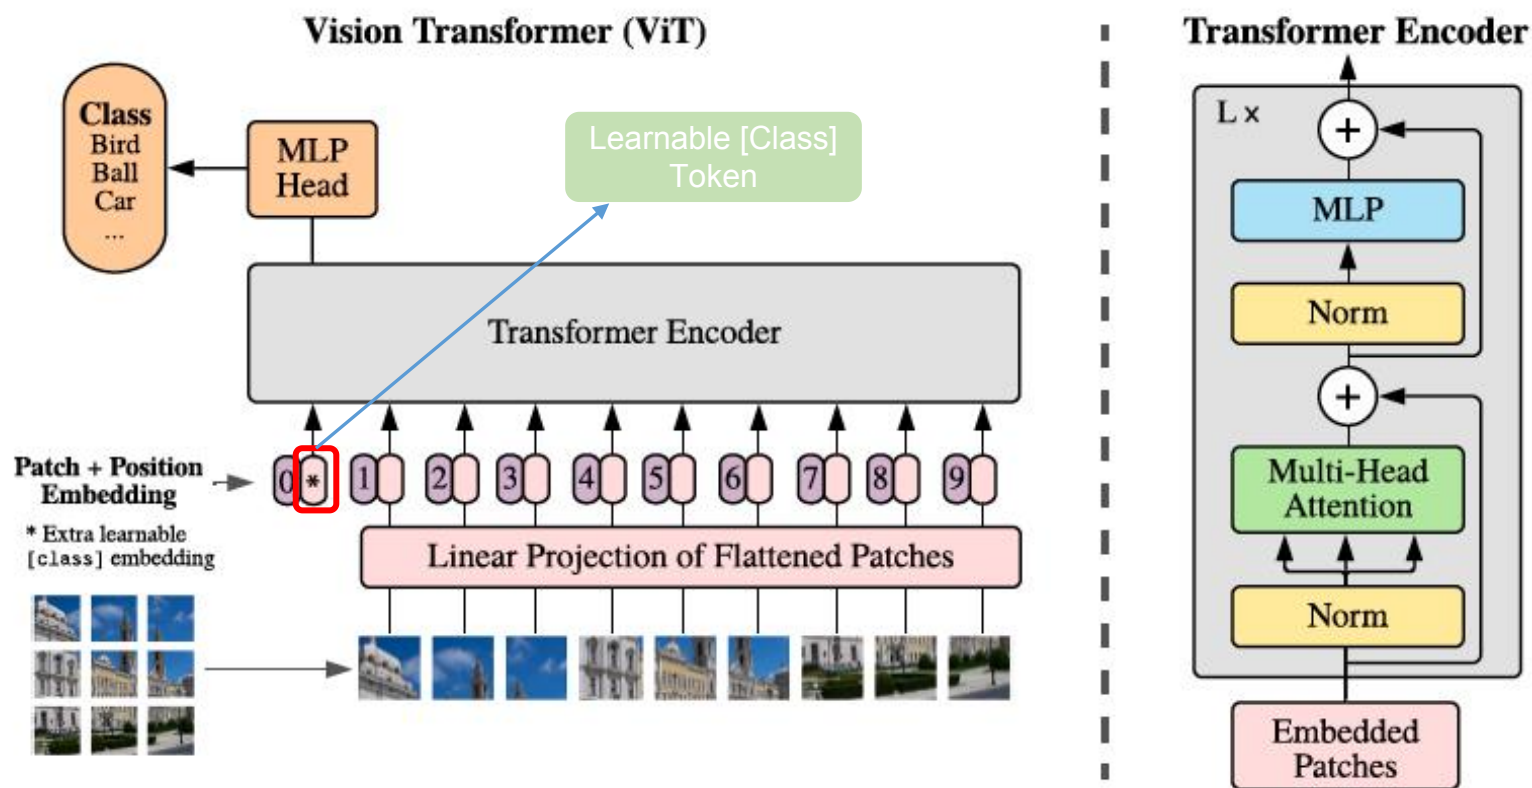 Vision Transformer (ViT)
Class
Bird
Ball
Car
...
MLP
Head
Learnable [Class]
Token
Transformer Encoder
Patch + Position
Embedding
* Extra learnable
[class] embedding
0 * 1 2 3 4 5 6 7 8 9
Linear Projection of Flattened Patches
Transformer Encoder
L ×
+
MLP
Norm
+
Multi-Head
Attention
Norm
Embedded
Patches